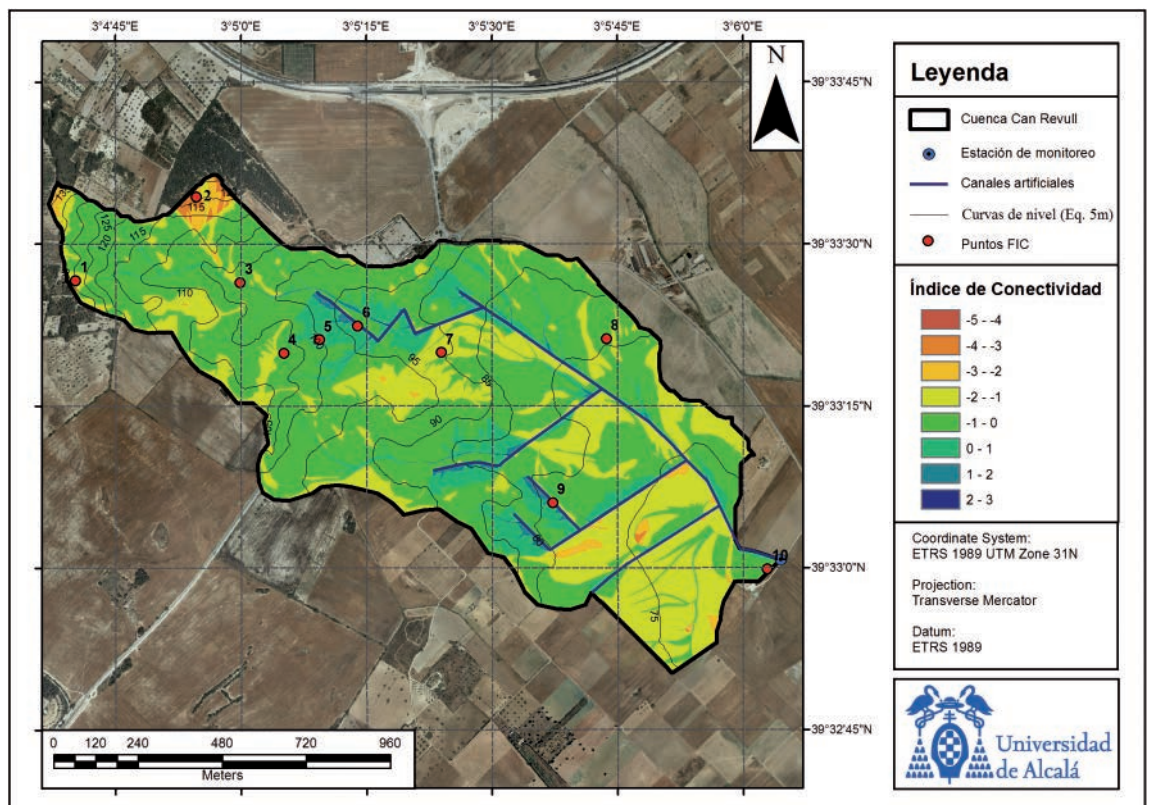 3°4'45"E
3°5'0"E
3°5'15"E
3°5'30"E
3°5'45"E
3°6'0"E
N
39°33'45"N
39°33'30"N
39°33'15"N
39°33'0"N
39°32'45"N
2
115
125
120
115
1
3
110
4
5
6
7
8
95
90
9
10
75
0 120 240 480 720 960
Meters
Leyenda
Cuenca Can Revull
Estación de monitoreo
Canales artificiales
Curvas de nivel (Eq. 5m)
Puntos FIC
Índice de Conectividad
-5 - -4
-4 - -3
-3 - -2
-2 - -1
-1 - 0
0 - 1
1 - 2
2 - 3
Coordinate System:
ETRS 1989 UTM Zone 31N
Projection:
Transverse Mercator
Datum:
ETRS 1989
Universidad
de Alcalá